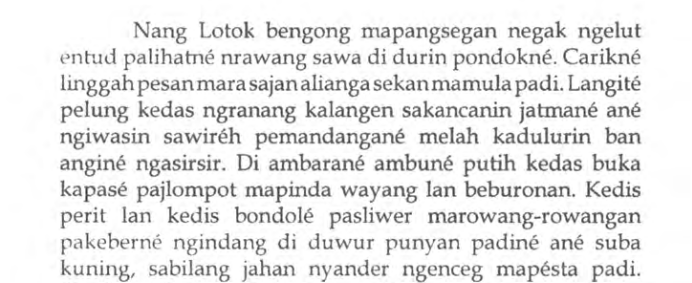 Nang Lotok bengong mapangsegan negak ngelut
entud palihatné nrawang sawa di durin pondokné. Carikné
linggah pesan mara sajan alianga sekan mamula padi. Langité
pelung kedas ngranang kalangen sakancanin jatmané ané
ngiwasin sawiréh pemandangané melah kadulurin ban
anginé ngasirsir. Di ambarané ambuné putih kedas buka
kapasé pajlompot mapinda wayang lan beburonan. Kedis
perit lan kedis bondolé pasliwer marowang-rowangan
pakeberné ngindang di duwur punyan padiné ané suba
kuning, sabilang jahan nyander ngenceg mapésta padi.